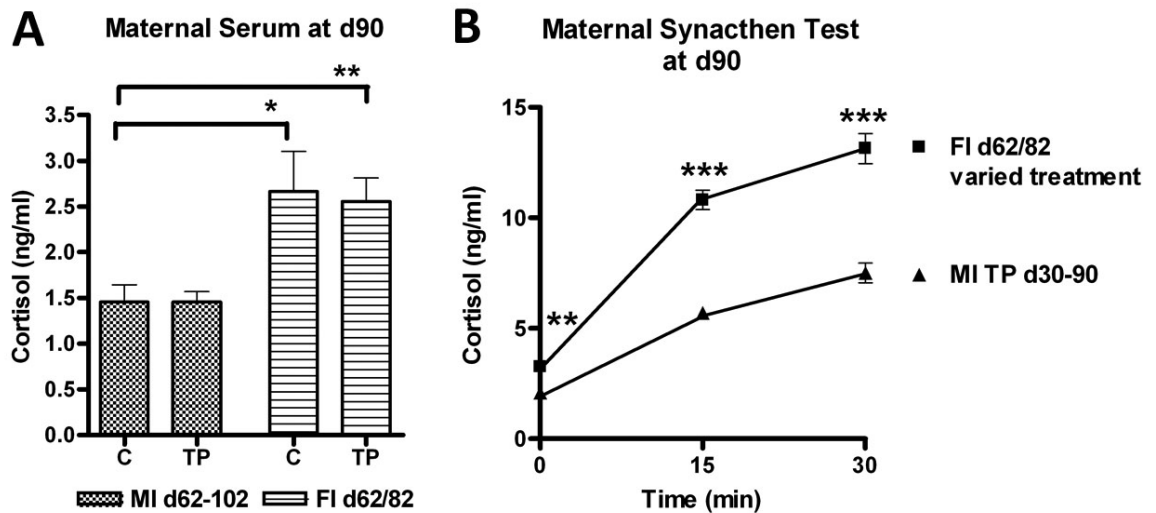 A
Maternal Serum at d90
**
*
Cortisol (ng/ml)
3.5
3.0
2.5
2.0
1.5
1.0
0.5
0.0
C
TP
C
TP
MI d62-102
FI d62/82
B
Maternal Synacthen Test
at d90
Cortisol (ng/ml)
15
10
5
0
**
***
***
0
15
30
Time (min)
FI d62/82
varied treatment
MI TP d30-90